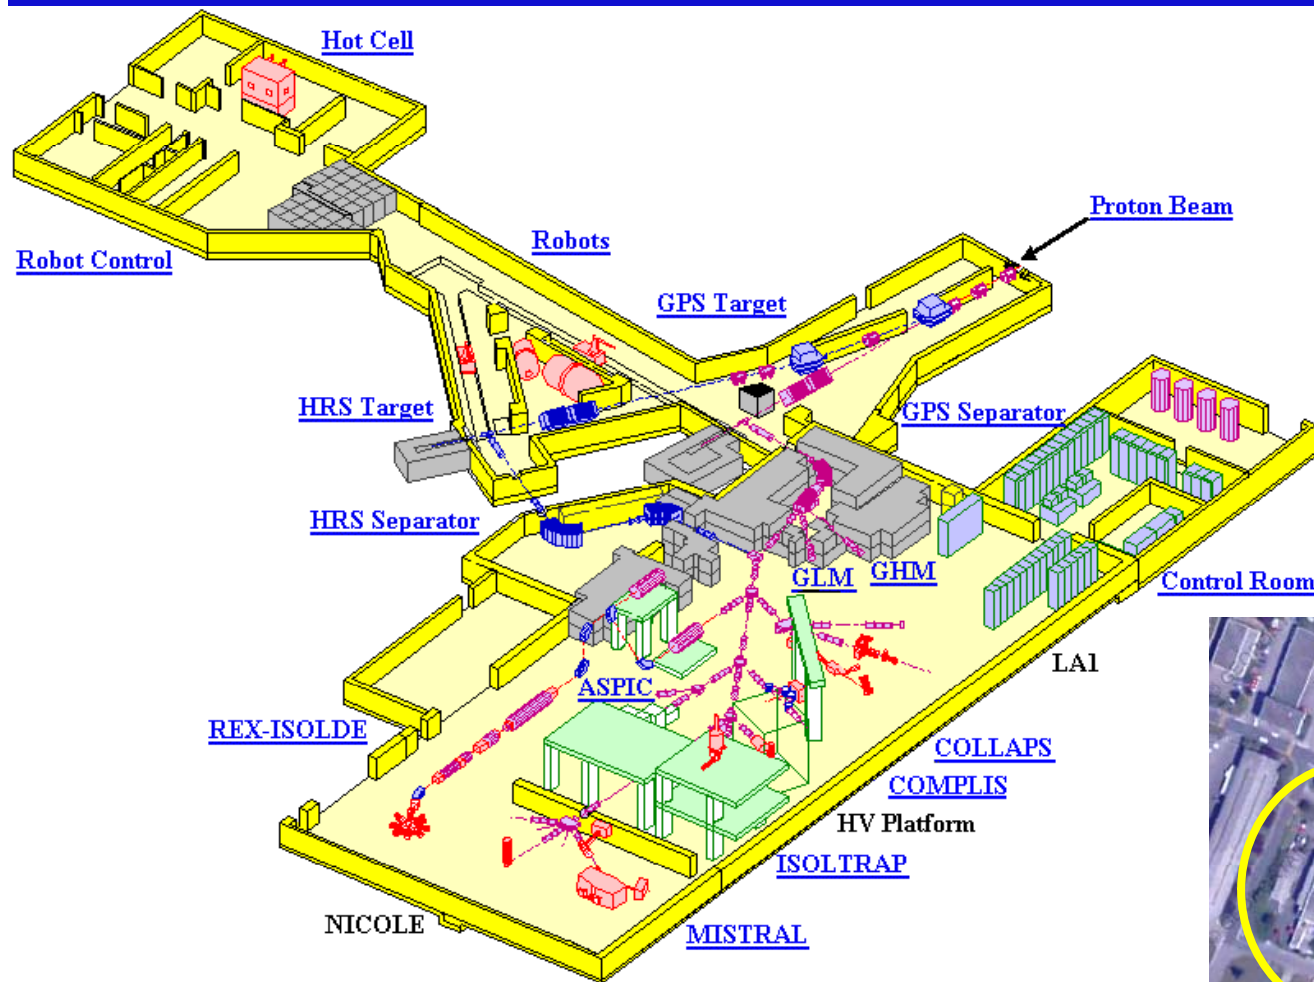 Hot Cell
Proton Beam
Robot Control
Robots
GPS Target
HRS Target
GPS Separator
HRS Separator
GLM
GHM
Control Room
LA1
ASPIC
REX-ISOLDE
COLLAPS
COMPLIS
HV Platform
ISOLTRAP
NICOLE
MISTRAL